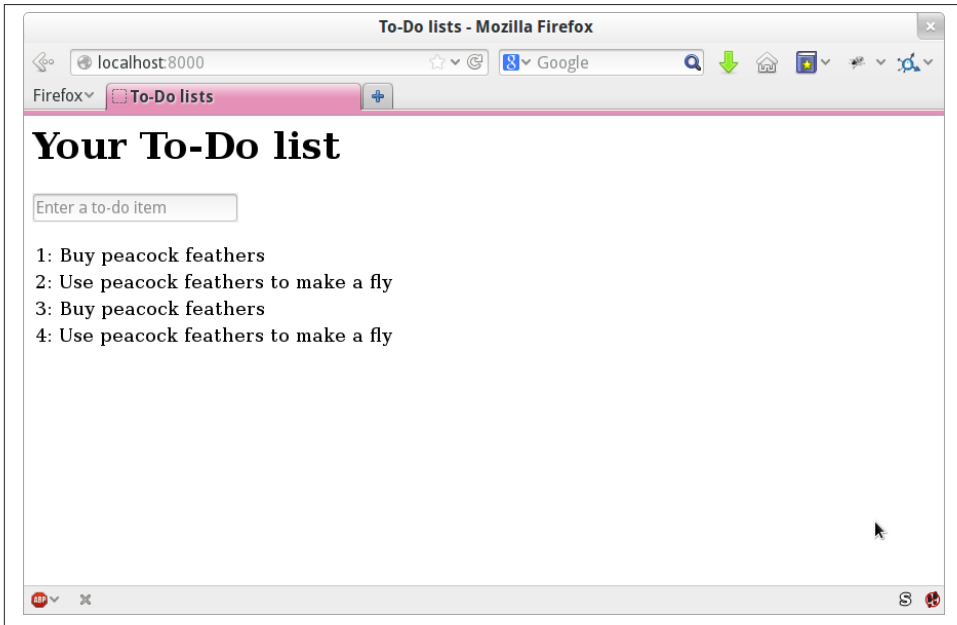 To-Do lists - Mozilla Firefox
localhost:8000
8 Google
Firefox
To-Do lists
Your To-Do list
Enter a to-do item
1: Buy peacock feathers
2: Use peacock feathers to make a fly
3: Buy peacock feathers
4: Use peacock feathers to make a fly
ABP
S